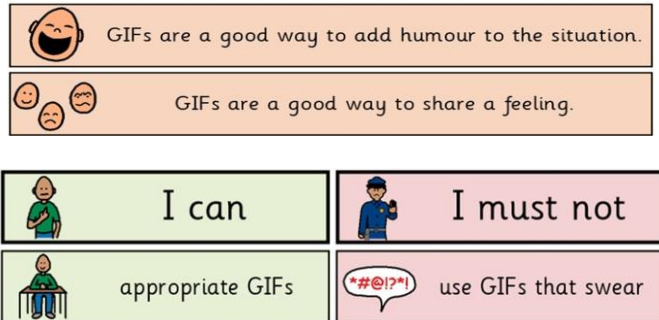 GIFs are a good way to add humour to the situation.
GIFs are a good way to share a feeling.
I can
I must not
appropriate GIFs
*#@!?*!
use GIFs that swear